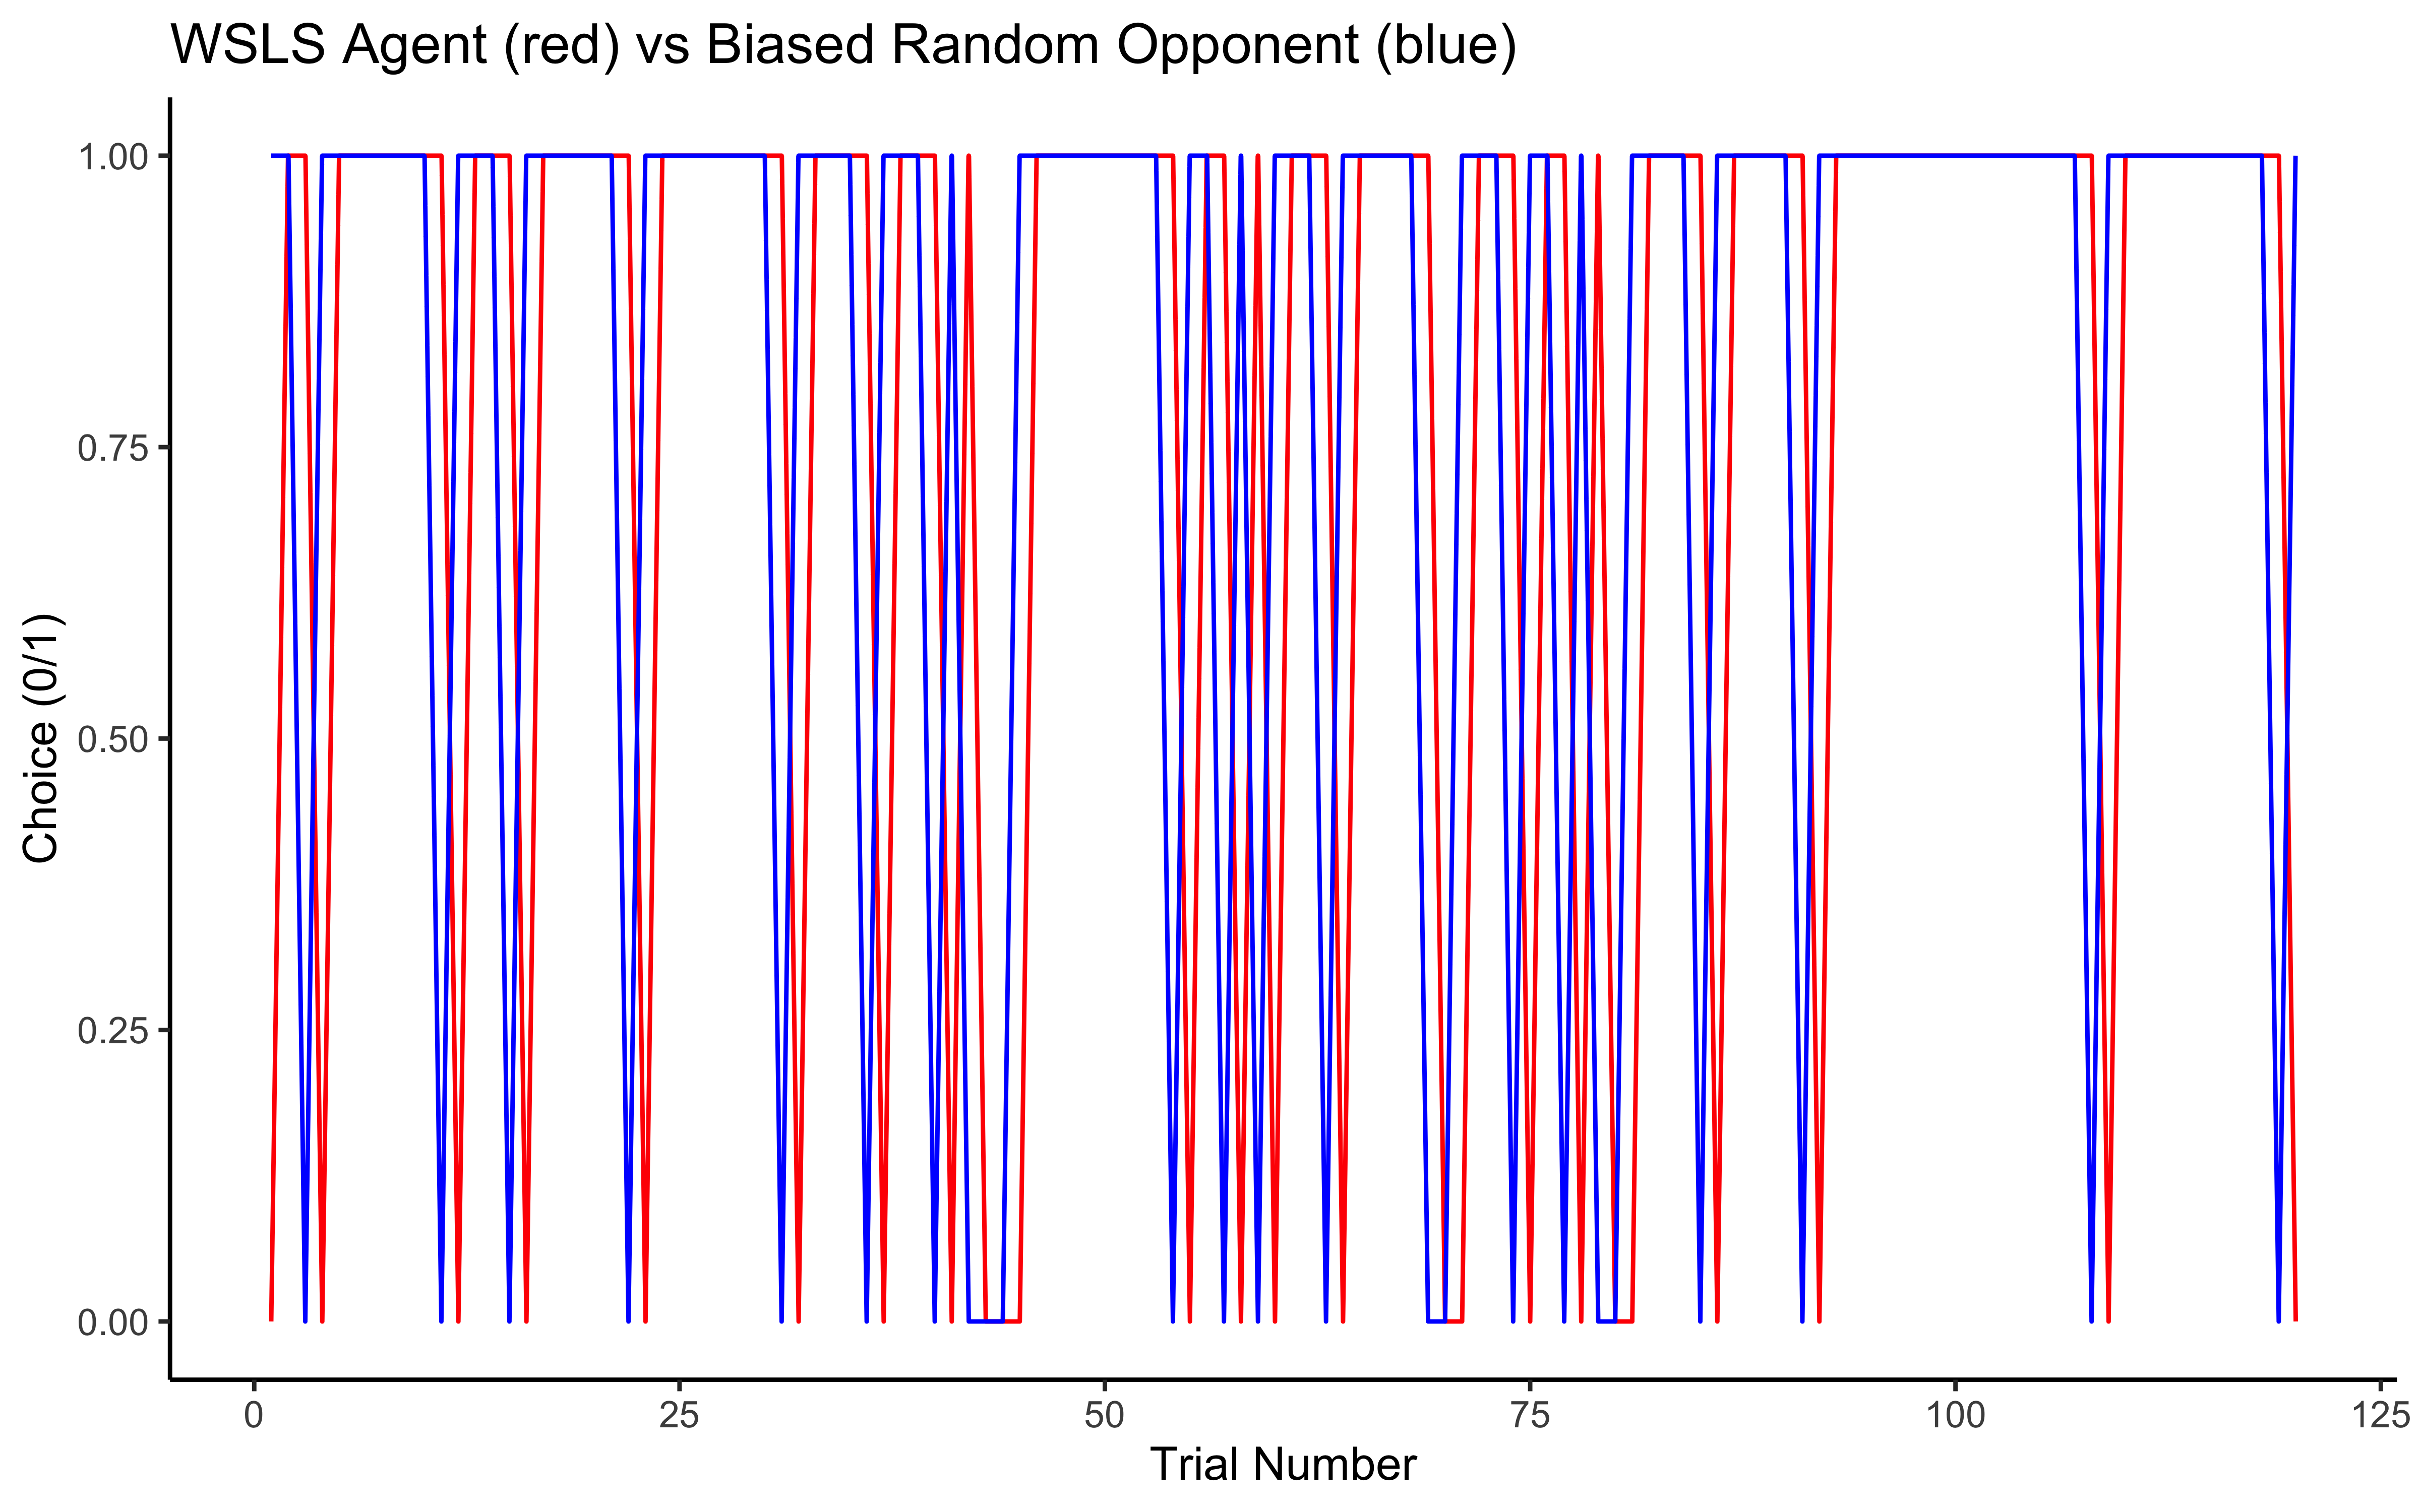 WSLS Agent (red) vs Biased Random Opponent (blue)
1.00
0.75
0.50
0.25
0.00
Choice (0/1)
0 25 50 75 100 125
Trial Number